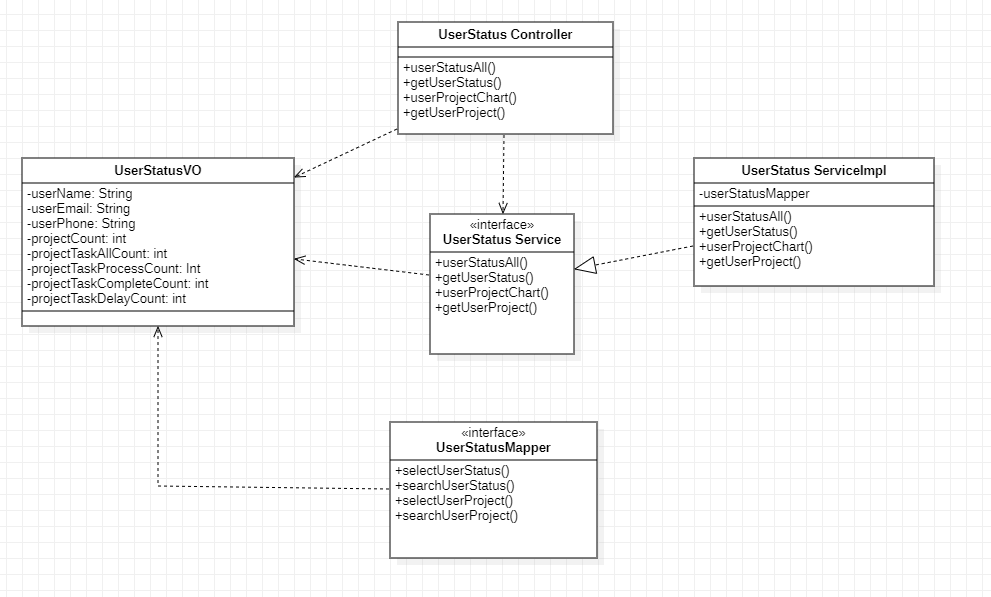 UserStatus Controller
+userStatusAll()
+getUserStatus()
+userProjectChart()
+getUserProject()
UserStatusVO
-userName: String
-userEmail: String
-userPhone: String
-projectCount: int
-projectTaskAllCount: int
-projectTaskProcessCount: Int
-projectTaskCompleteCount: int
-projectTaskDelayCount: int
«interface»
UserStatus Service
+userStatusAll()
+getUserStatus()
+userProjectChart()
+getUserProject()
UserStatus ServiceImpl
-userStatusMapper
+userStatusAll()
+getUserStatus()
+userProjectChart()
+getUserProject()
«interface»
UserStatusMapper
+selectUserStatus()
+searchUserStatus()
+selectUserProject()
+searchUserProject()